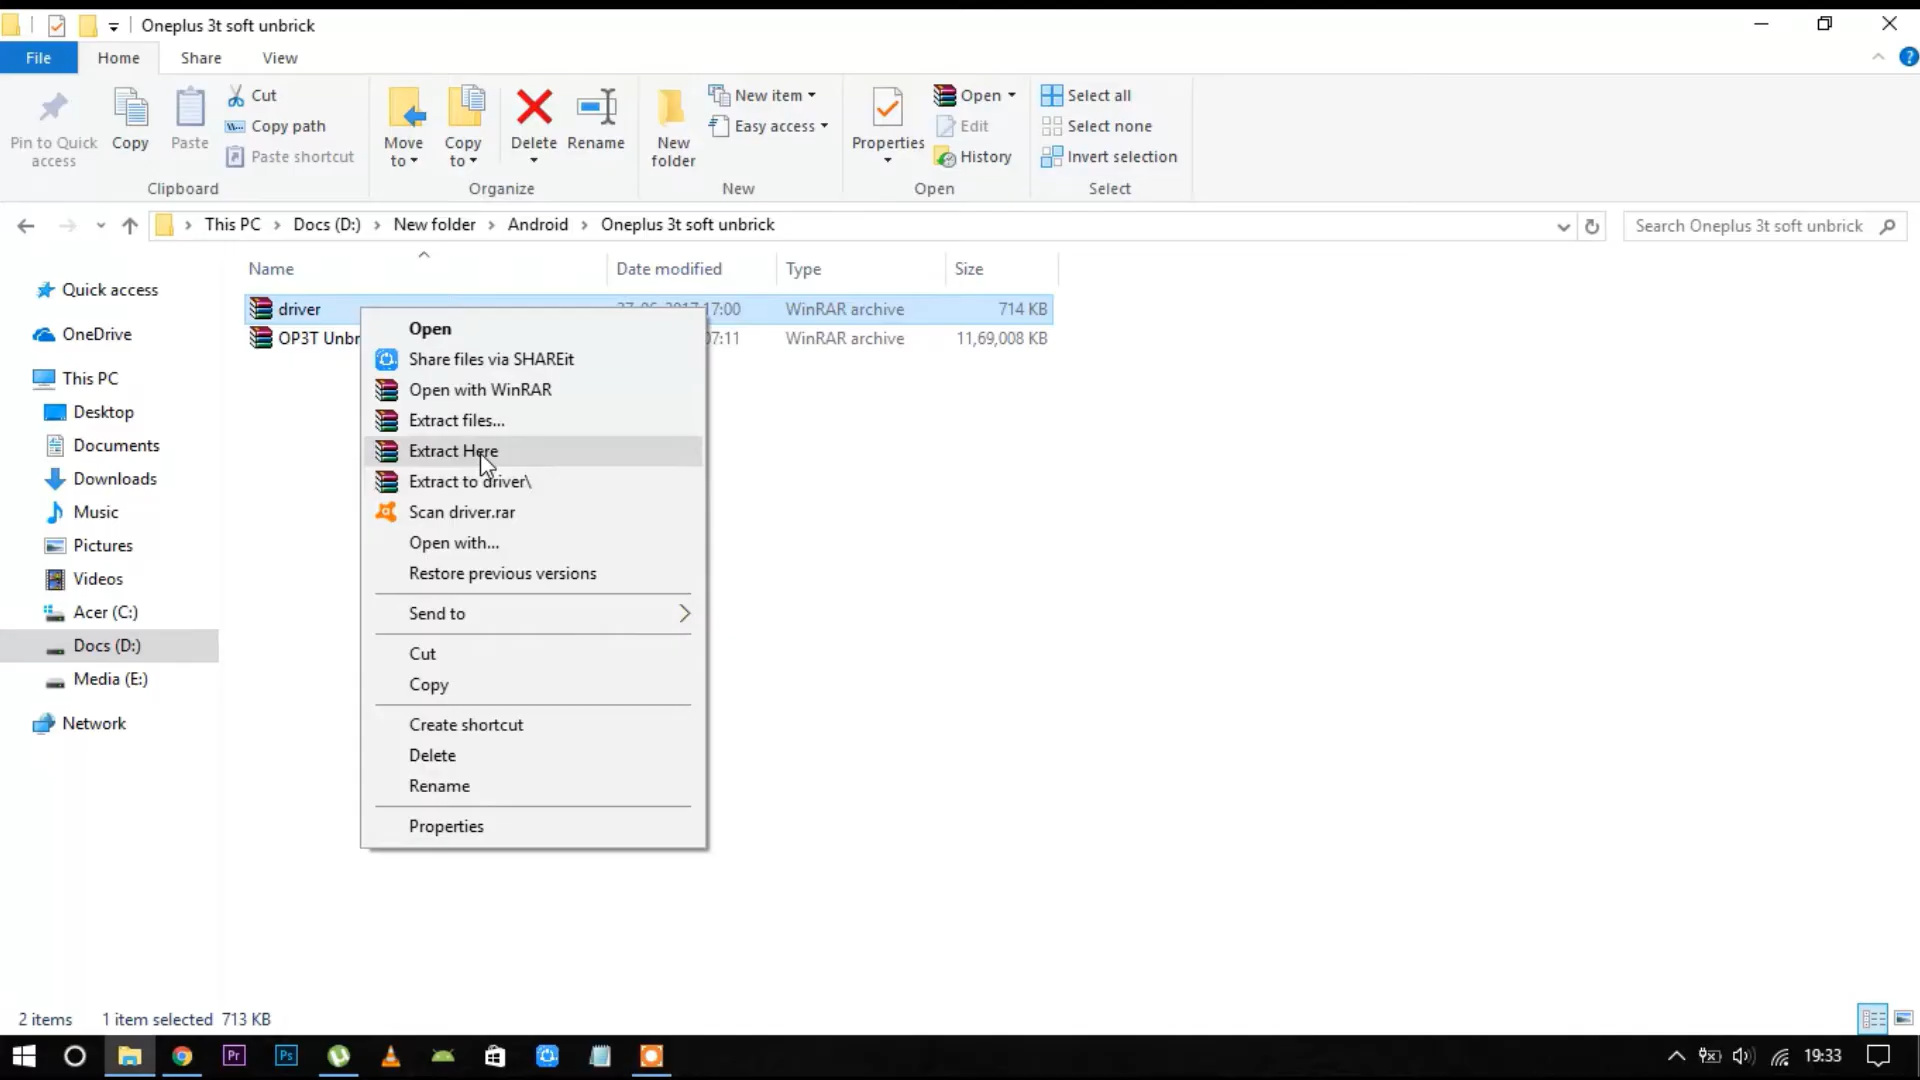 Oneplus 3t soft unbrick
File Home Share View
Pin to Quick access
Copy
Paste
Cut
Copy path
Paste shortcut
Clipboard
Move to
Copy to
Delete
Rename
Organize
New folder
New item
Easy access
New
Properties
Open
Edit
History
Open
Select all
Select none
Invert selection
Select
This PC Docs (D:) New folder Android Oneplus 3t soft unbrick
Search Oneplus 3t soft unbrick
Name Date modified Type Size
driver 17:00 WinRAR archive 714 KB
OP3T Unbr 07:11 WinRAR archive 11,69,008 KB
Quick access
OneDrive
This PC
Desktop
Documents
Downloads
Music
Pictures
Videos
Acer (C:)
Docs (D:)
Media (E:)
Network
Open
Share files via SHAREit
Open with WinRAR
Extract files...
Extract Here
Extract to driver\
Scan driver.rar
Open with...
Restore previous versions
Send to
Cut
Copy
Create shortcut
Delete
Rename
Properties
2 items 1 item selected 713 KB
Pr
Ps
19:33